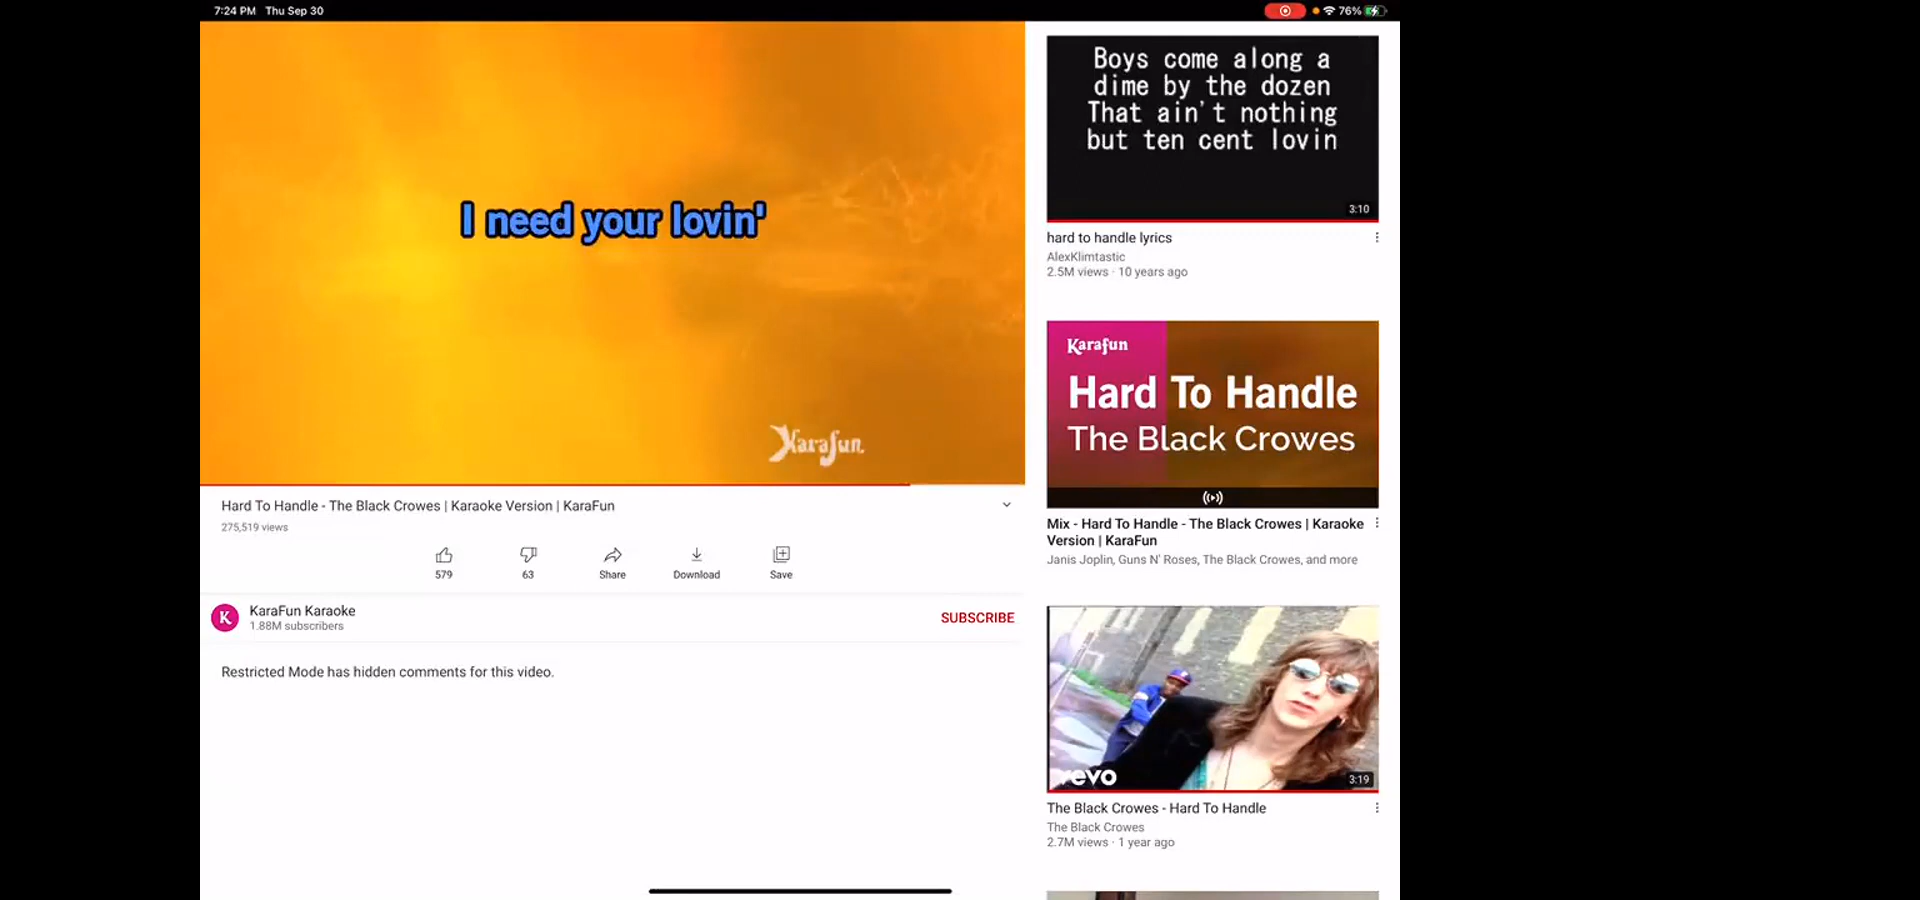 7:24 PM Thu Sep 30
76%
I need your lovin'
Karafun
Hard To Handle - The Black Crowes | Karaoke Version | KaraFun
275,519 views
579
63
Share
Download
Save
K
KaraFun Karaoke
1.88M subscribers
SUBSCRIBE
Restricted Mode has hidden comments for this video.
Boys come along a
dime by the dozen
That ain't nothing
but ten cent lovin
3:10
hard to handle lyrics
AlexKlimtastic
2.5M views · 10 years ago
Karafun
Hard To Handle
The Black Crowes
Mix - Hard To Handle - The Black Crowes | Karaoke
Version | KaraFun
Janis Joplin, Guns N' Roses, The Black Crowes, and more
vevo
3:19
The Black Crowes - Hard To Handle
The Black Crowes
2.7M views · 1 year ago